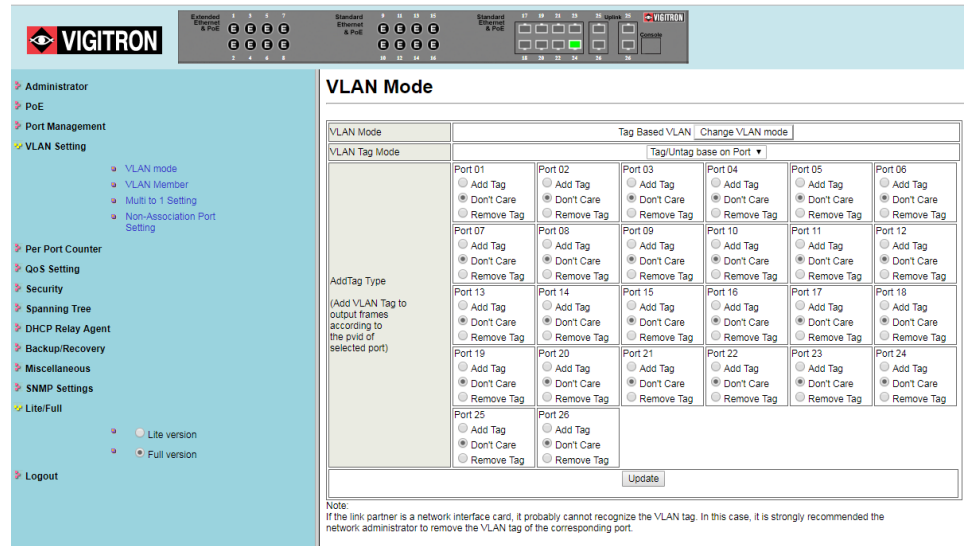 VIGITRON
Extended Ethernet & PoE
1 3 5 7
2 4 6 8
Standard Ethernet & PoE
9 11 13 15
10 12 14 16
Standard Ethernet & PoE
17 19 21 23
18 20 22 24
25 Uplink 26
VIGITRON
Console
Administrator
PoE
Port Management
VLAN Setting
VLAN mode
VLAN Member
Multi to 1 Setting
Non-Association Port
Setting
Per Port Counter
QoS Setting
Security
Spanning Tree
DHCP Relay Agent
Backup/Recovery
Miscellaneous
SNMP Settings
Lite/Full
Lite version
Full version
Logout
VLAN Mode
VLAN Mode Tag Based VLAN Change VLAN mode
VLAN Tag Mode Tag/Untag base on Port
AddTag Type
(Add VLAN Tag to
output frames
according to
the pvid of
selected port)
Port 01 Port 02 Port 03 Port 04 Port 05 Port 06
Add Tag Add Tag Add Tag Add Tag Add Tag Add Tag
Don't Care Don't Care Don't Care Don't Care Don't Care Don't Care
Remove Tag Remove Tag Remove Tag Remove Tag Remove Tag Remove Tag
Port 07 Port 08 Port 09 Port 10 Port 11 Port 12
Add Tag Add Tag Add Tag Add Tag Add Tag Add Tag
Don't Care Don't Care Don't Care Don't Care Don't Care Don't Care
Remove Tag Remove Tag Remove Tag Remove Tag Remove Tag Remove Tag
Port 13 Port 14 Port 15 Port 16 Port 17 Port 18
Add Tag Add Tag Add Tag Add Tag Add Tag Add Tag
Don't Care Don't Care Don't Care Don't Care Don't Care Don't Care
Remove Tag Remove Tag Remove Tag Remove Tag Remove Tag Remove Tag
Port 19 Port 20 Port 21 Port 22 Port 23 Port 24
Add Tag Add Tag Add Tag Add Tag Add Tag Add Tag
Don't Care Don't Care Don't Care Don't Care Don't Care Don't Care
Remove Tag Remove Tag Remove Tag Remove Tag Remove Tag Remove Tag
Port 25 Port 26
Add Tag Add Tag
Don't Care Don't Care
Remove Tag Remove Tag
Update
Note:
If the link partner is a network interface card, it probably cannot recognize the VLAN tag. In this case, it is strongly recommended the
network administrator to remove the VLAN tag of the corresponding port.